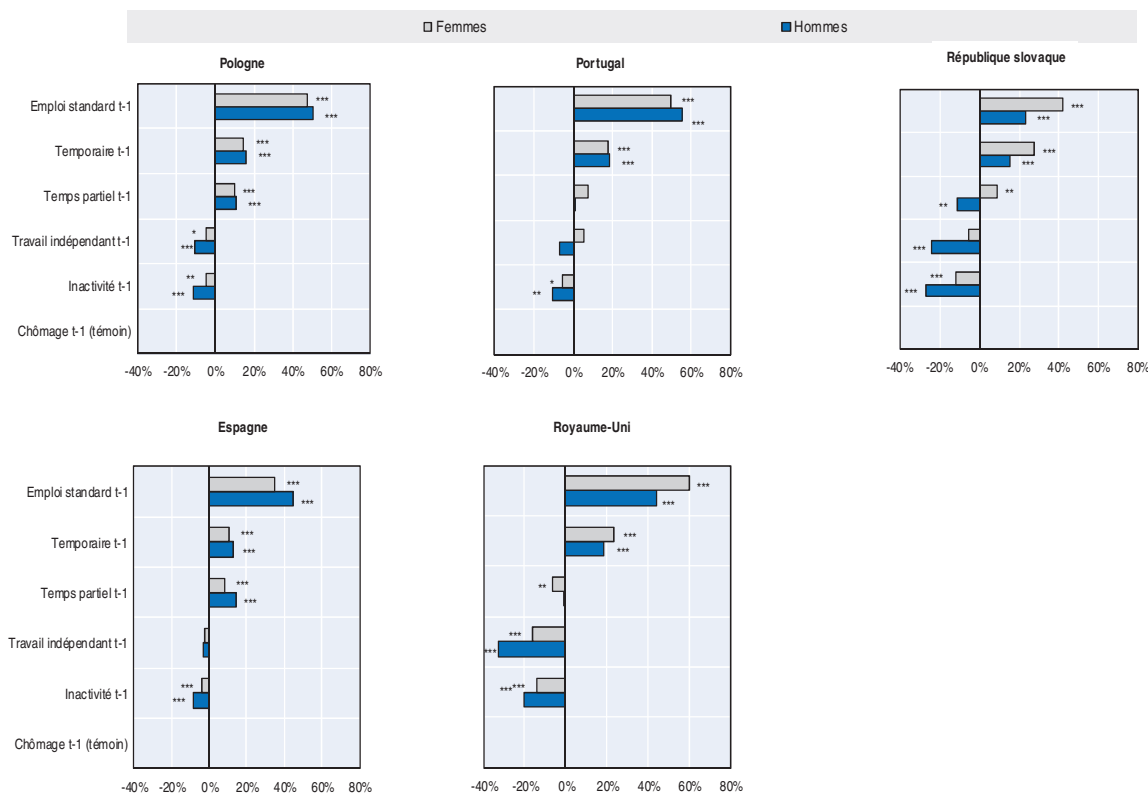 Femmes Hommes
Pologne Portugal République slovaque
Emploi standard t-1 *** *** *** *** *** ***
Temporaire t-1 *** *** *** *** *** ***
Temps partiel t-1 *** *** ** **
Travail indépendant t-1 * *** ***
Inactivité t-1 ** *** * ** *** ***
Chômage t-1 (témoin)
-40% -20% 0% 20% 40% 60% 80% -40% -20% 0% 20% 40% 60% 80% -40% -20% 0% 20% 40% 60% 80%
Espagne Royaume-Uni
Emploi standard t-1 *** *** *** ***
Temporaire t-1 *** *** *** ***
Temps partiel t-1 *** *** **
Travail indépendant t-1 *** ***
Inactivité t-1 *** *** *** ***
Chômage t-1 (témoin)
-40% -20% 0% 20% 40% 60% 80% -40% -20% 0% 20% 40% 60% 80%